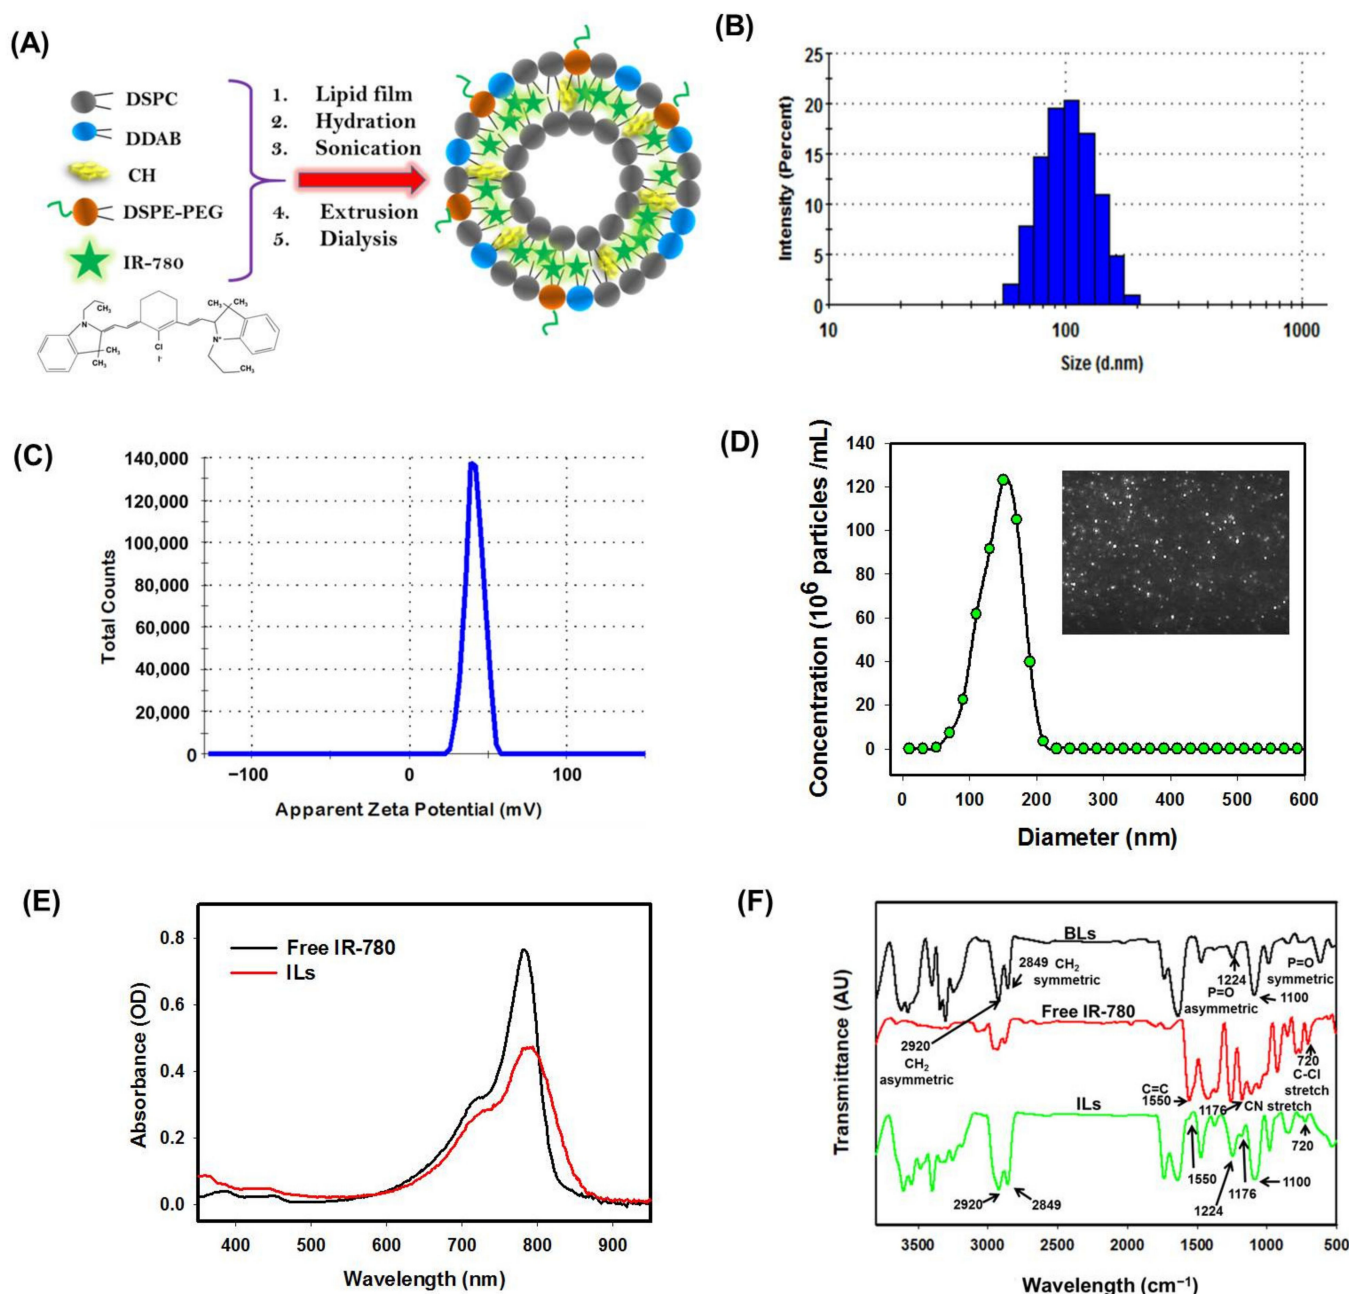 (A)
DSPC
DDAB
CH
DSPE-PEG
IR-780
1. Lipid film
2. Hydration
3. Sonication
4. Extrusion
5. Dialysis
CH₃
N
H₃C
CH₃
Cl
I⁻
CH₃
CH₃
N⁺
CH₃
(B)
Intensity (Percent)
25
20
15
10
5
0
10
100
1000
Size (d.nm)
(C)
Total Counts
140,000
120,000
100,000
80,000
60,000
40,000
20,000
0
−100
0
100
Apparent Zeta Potential (mV)
(D)
Concentration (10⁶ particles /mL)
140
120
100
80
60
40
20
0
0
100
200
300
400
500
600
Diameter (nm)
(E)
Absorbance (OD)
0.8
0.6
0.4
0.2
0.0
Free IR-780
ILs
400
500
600
700
800
900
Wavelength (nm)
(F)
Transmittance (AU)
BLs
2849
CH₂
symmetric
1224
P=O
asymmetric
P=O
symmetric
1100
Free IR-780
2920
CH₂
asymmetric
C=C
1550
1176
CN stretch
720
C-Cl
stretch
ILs
2920
2849
1550
1224
1176
1100
720
3500
3000
2500
2000
1500
1000
500
Wavelength (cm⁻¹)